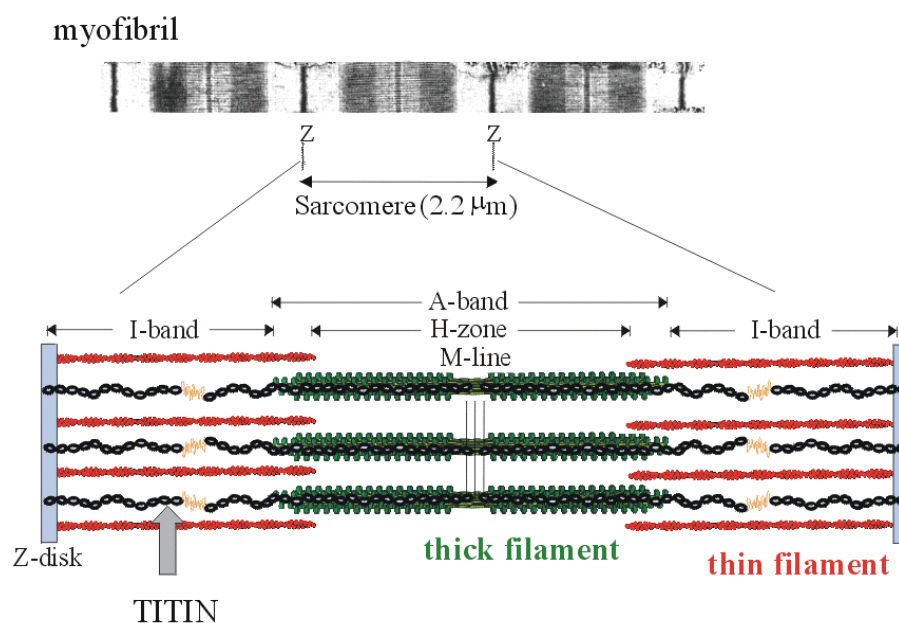 myofibril
Z Z
Sarcomere (2.2 μm)
A-band
I-band H-zone I-band
M-line
thick filament thin filament
Z-disk
TITIN